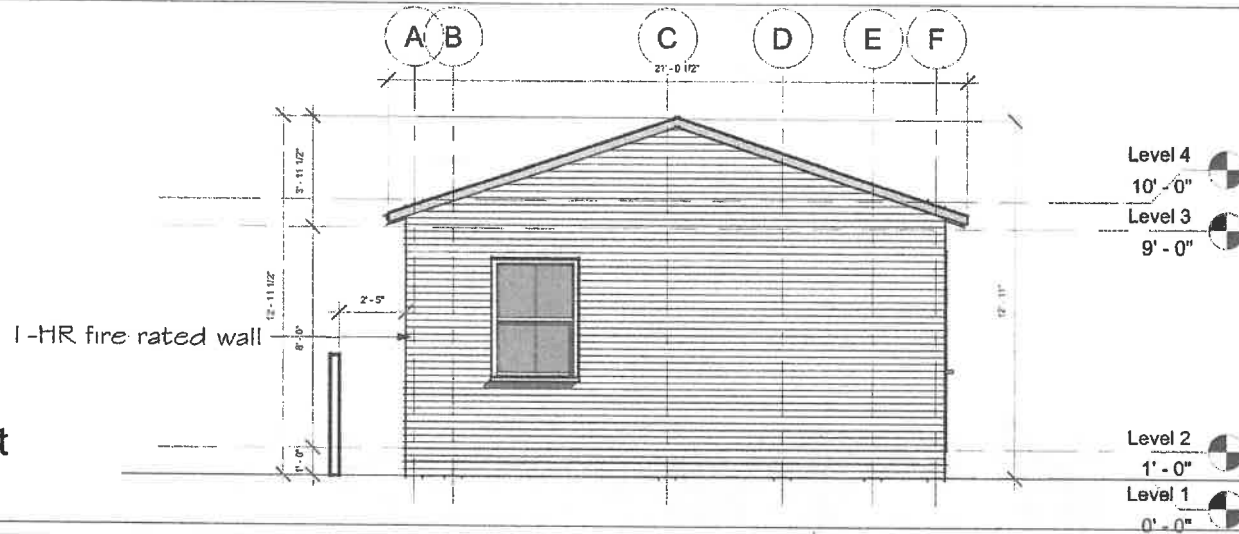 A B C D E F
21' - 0 1/2"
3' - 11 1/2"
Level 4
10' - 0"
Level 3
9' - 0"
12' - 11 1/2"
2' - 5"
12' - 11"
1-HR fire rated wall
8' - 0"
t
Level 2
1' - 0"
1' - 0"
Level 1
0' - 0"